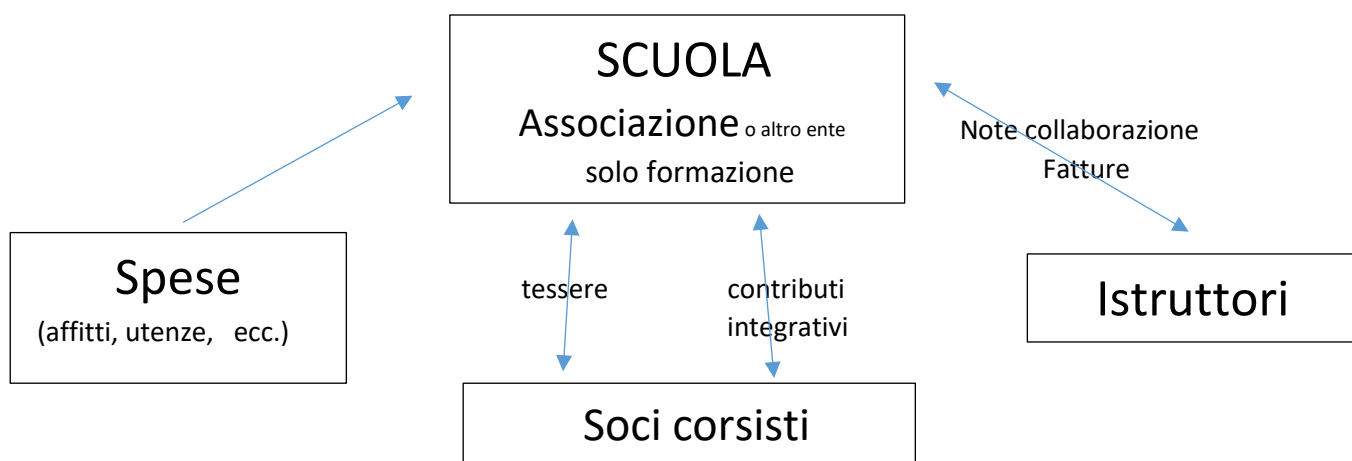 SCUOLA
Associazione o altro ente
solo formazione
Note collaborazione
Fatture
Spese
(affitti, utenze, ecc.)
tessere
contributi
integrativi
Istruttori
Soci corsisti